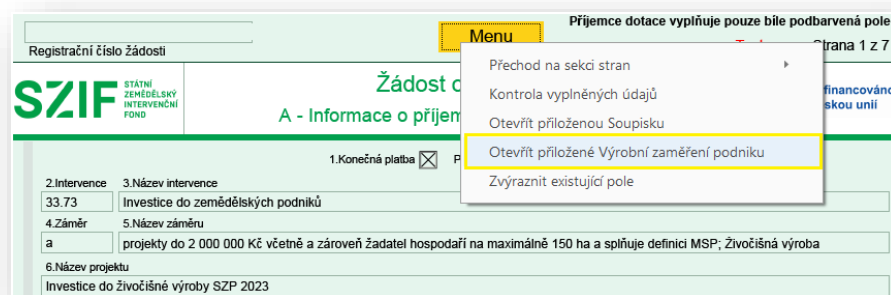 Příjemce dotace vyplňuje pouze bíle podbarvená pole
Menu
Strana 1 z 7
Registrační číslo žádosti
SZIF STÁTNÍ
ZEMĚDĚLSKÝ
INTERVENČNÍ
FOND
Žádost o
A - Informace o příjem
financováno
skou unií
Přechod na sekci stran
Kontrola vyplněných údajů
Otevřít přiloženou Soupisku
Otevřít přiložené Výrobní zaměření podniku
Zvýraznit existující pole
1.Konečná platba P
2.Intervence 3.Název intervence
33.73 Investice do zemědělských podniků
4.Záměr 5.Název záměru
a projekty do 2 000 000 Kč včetně a zároveň žadatel hospodaří na maximálně 150 ha a splňuje definici MSP; Živočišná výroba
6.Název projektu
Investice do živočišné výroby SZP 2023